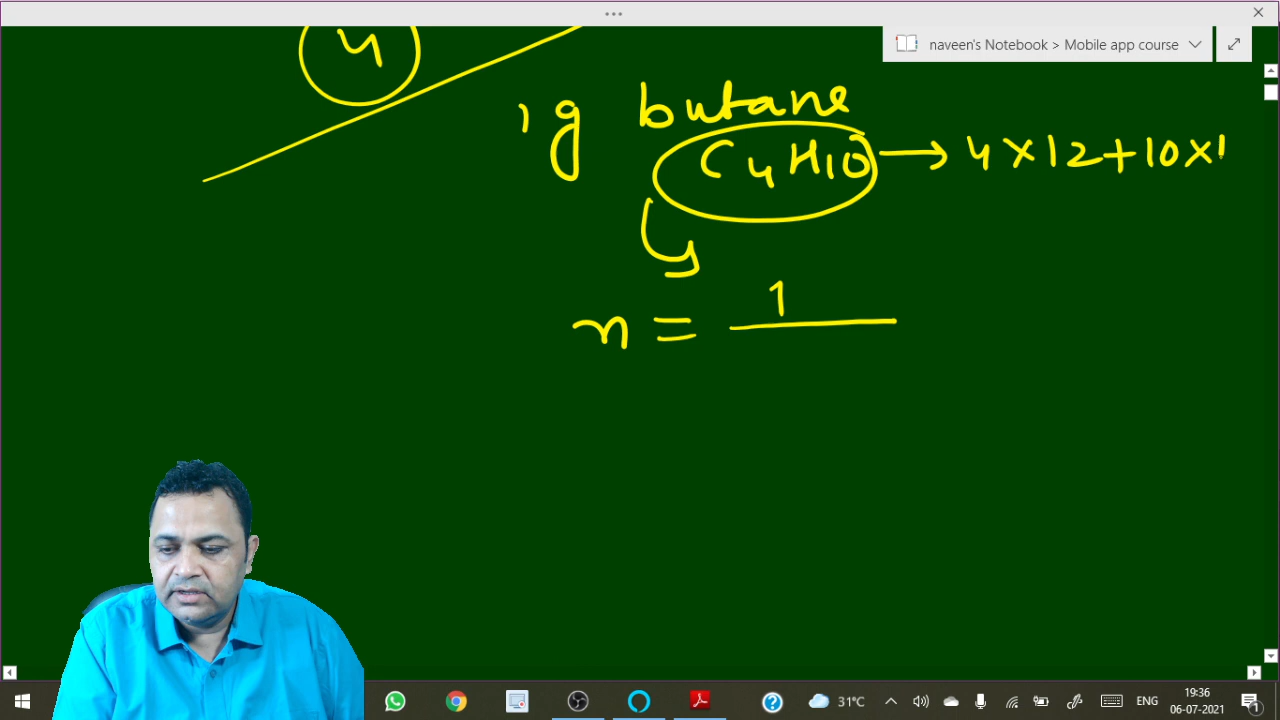 naveen's Notebook > Mobile app course
4
1g butane
C4H10 → 4×12+10×1
n = 1
31°C
ENG
19:36
06-07-2021
1